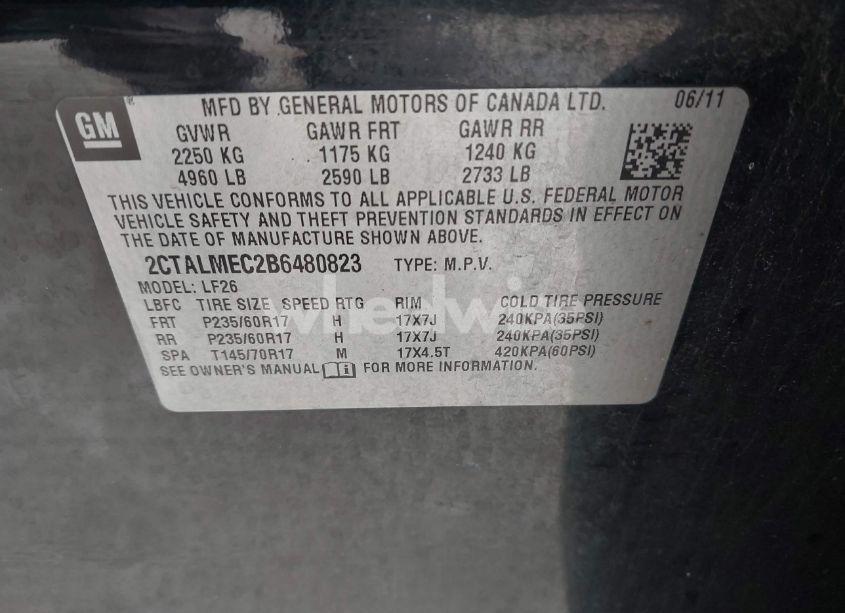 GM
MFD BY GENERAL MOTORS OF CANADA LTD. 06/11
GVWR GAWR FRT GAWR RR
2250 KG 1175 KG 1240 KG
4960 LB 2590 LB 2733 LB
THIS VEHICLE CONFORMS TO ALL APPLICABLE U.S. FEDERAL MOTOR
VEHICLE SAFETY AND THEFT PREVENTION STANDARDS IN EFFECT ON
THE DATE OF MANUFACTURE SHOWN ABOVE.
2CTALMEC2B6480823 TYPE: M.P.V.
MODEL: LF26
LBFC TIRE SIZE SPEED RTG RIM COLD TIRE PRESSURE
FRT P235/60R17 H 17X7J 240KPA(35PSI)
RR P235/60R17 H 17X7J 240KPA(35PSI)
SPA T145/70R17 M 17X4.5T 420KPA(60PSI)
SEE OWNER'S MANUAL FOR MORE INFORMATION.